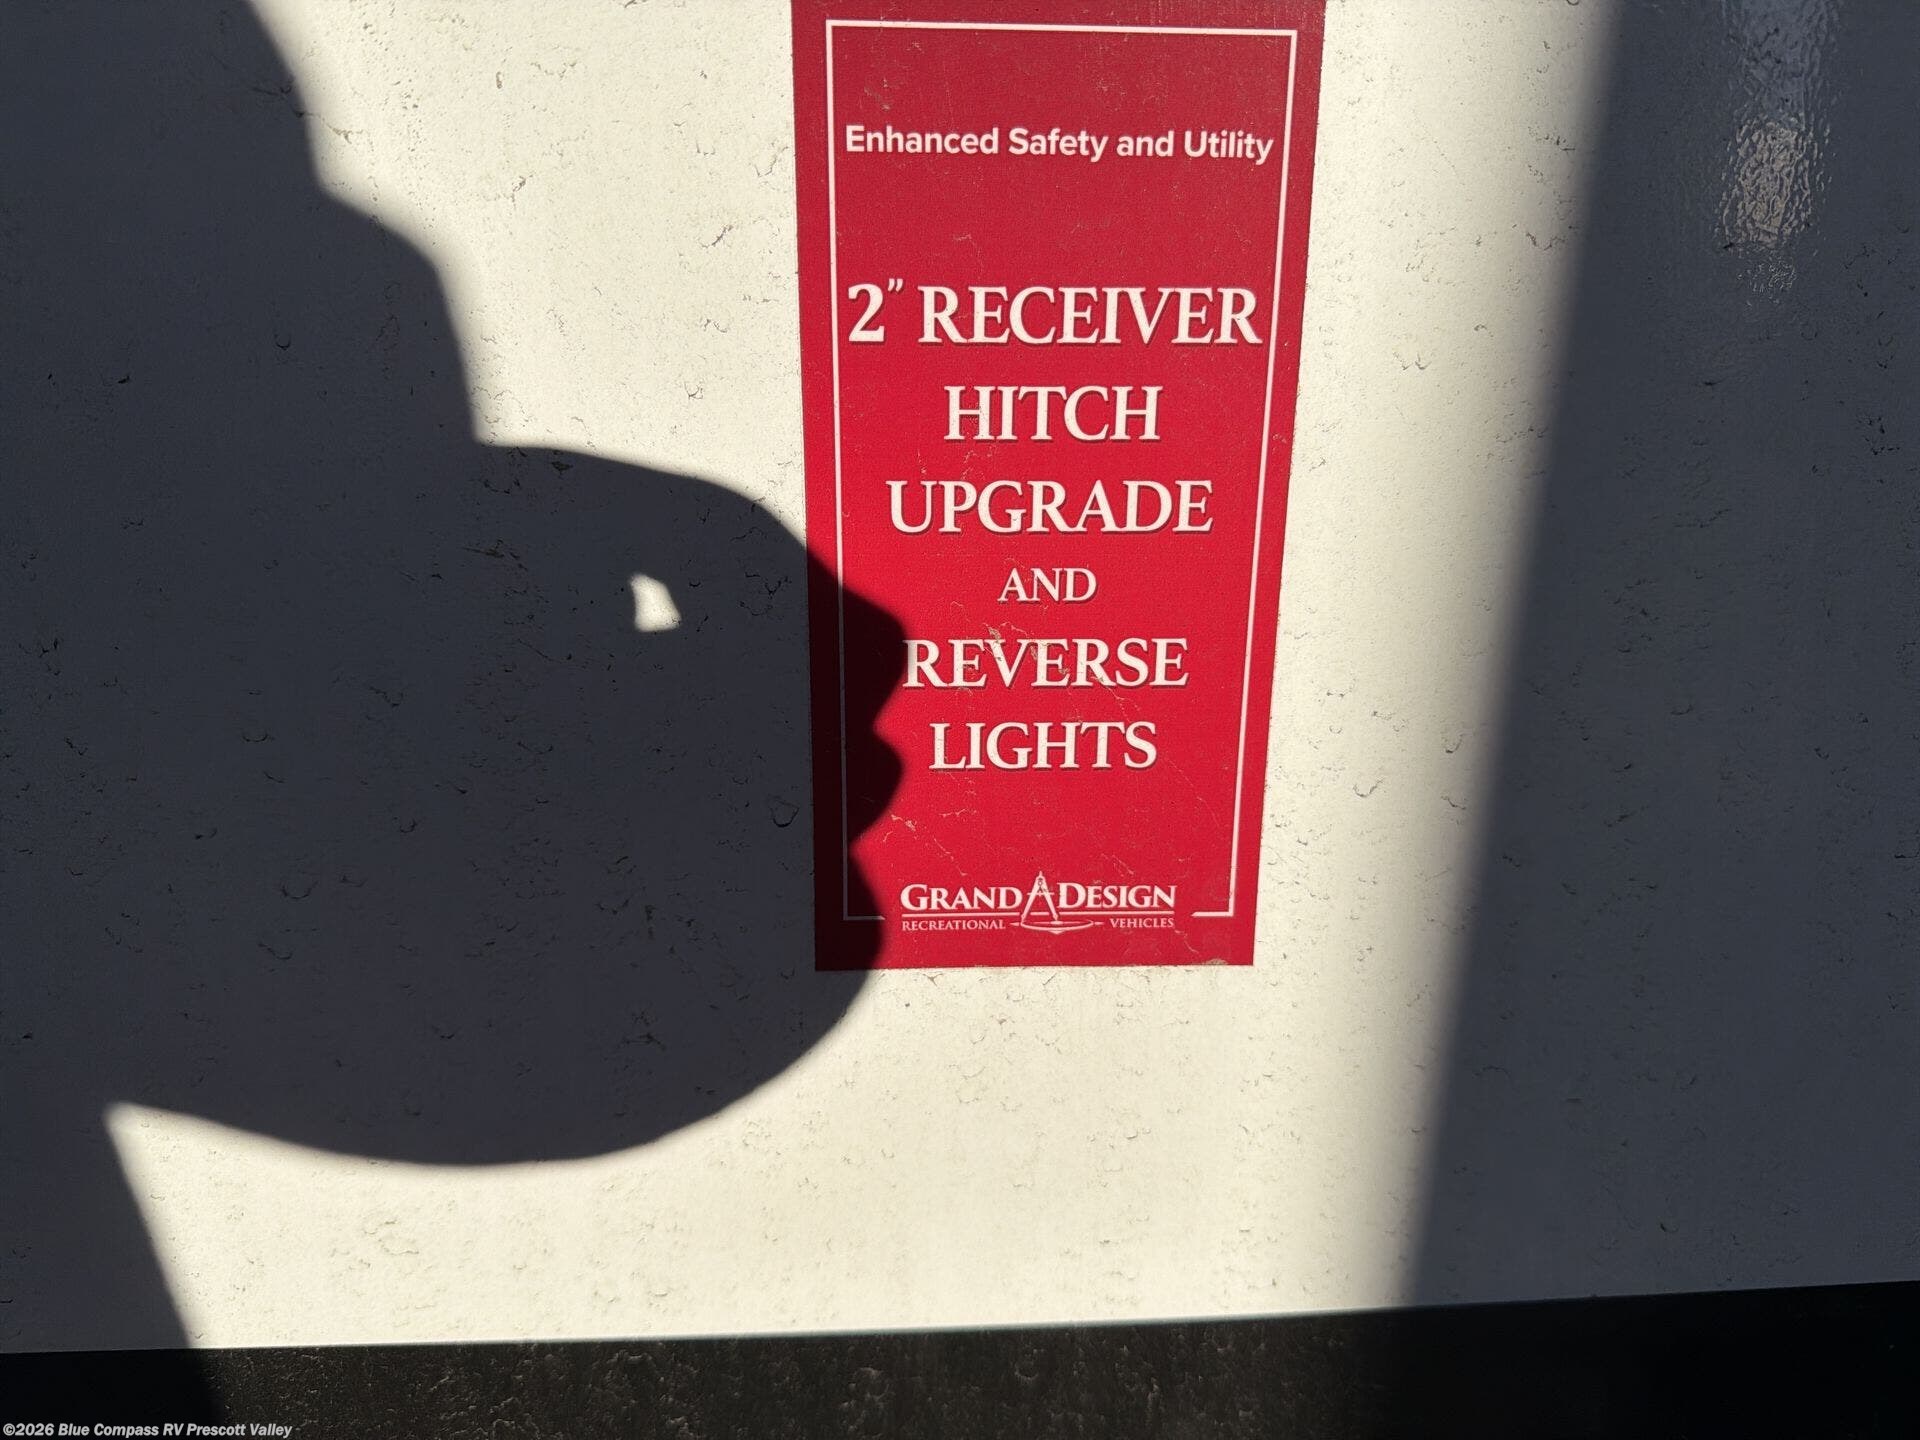 Enhanced Safety and Utility
2” RECEIVER
HITCH
UPGRADE
AND
REVERSE
LIGHTS
GRAND DESIGN
RECREATIONAL VEHICLES
©2026 Blue Compass RV Prescott Valley